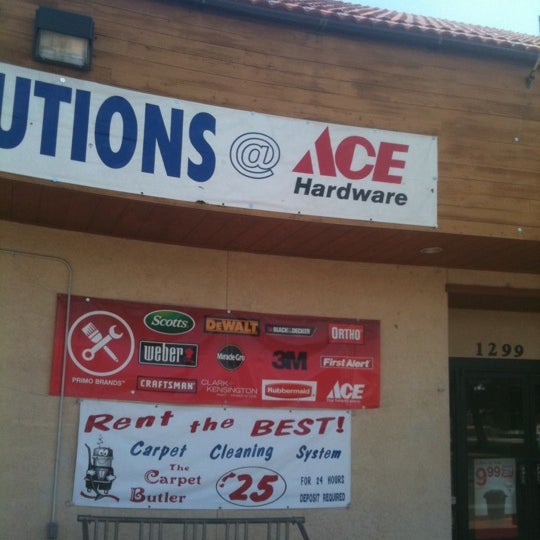 UTIONS @ ACE
Hardware
Scotts DEWALT BLACK&DECKER ORTHO
weber Miracle-Gro 3M First Alert
PRIMO BRANDS™
CRAFTSMAN CLARK+KENSINGTON Rubbermaid ACE
1299
Rent the BEST!
Carpet Cleaning System
The Carpet Butler
$25
FOR 24 HOURS
DEPOSIT REQUIRED
9.99